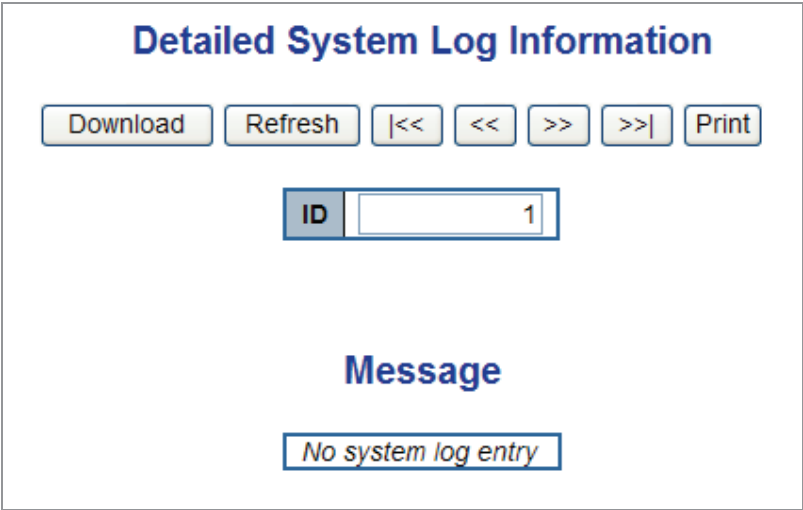 Detailed System Log Information
Download Refresh |<< << >> >>| Print
ID 1
Message
No system log entry